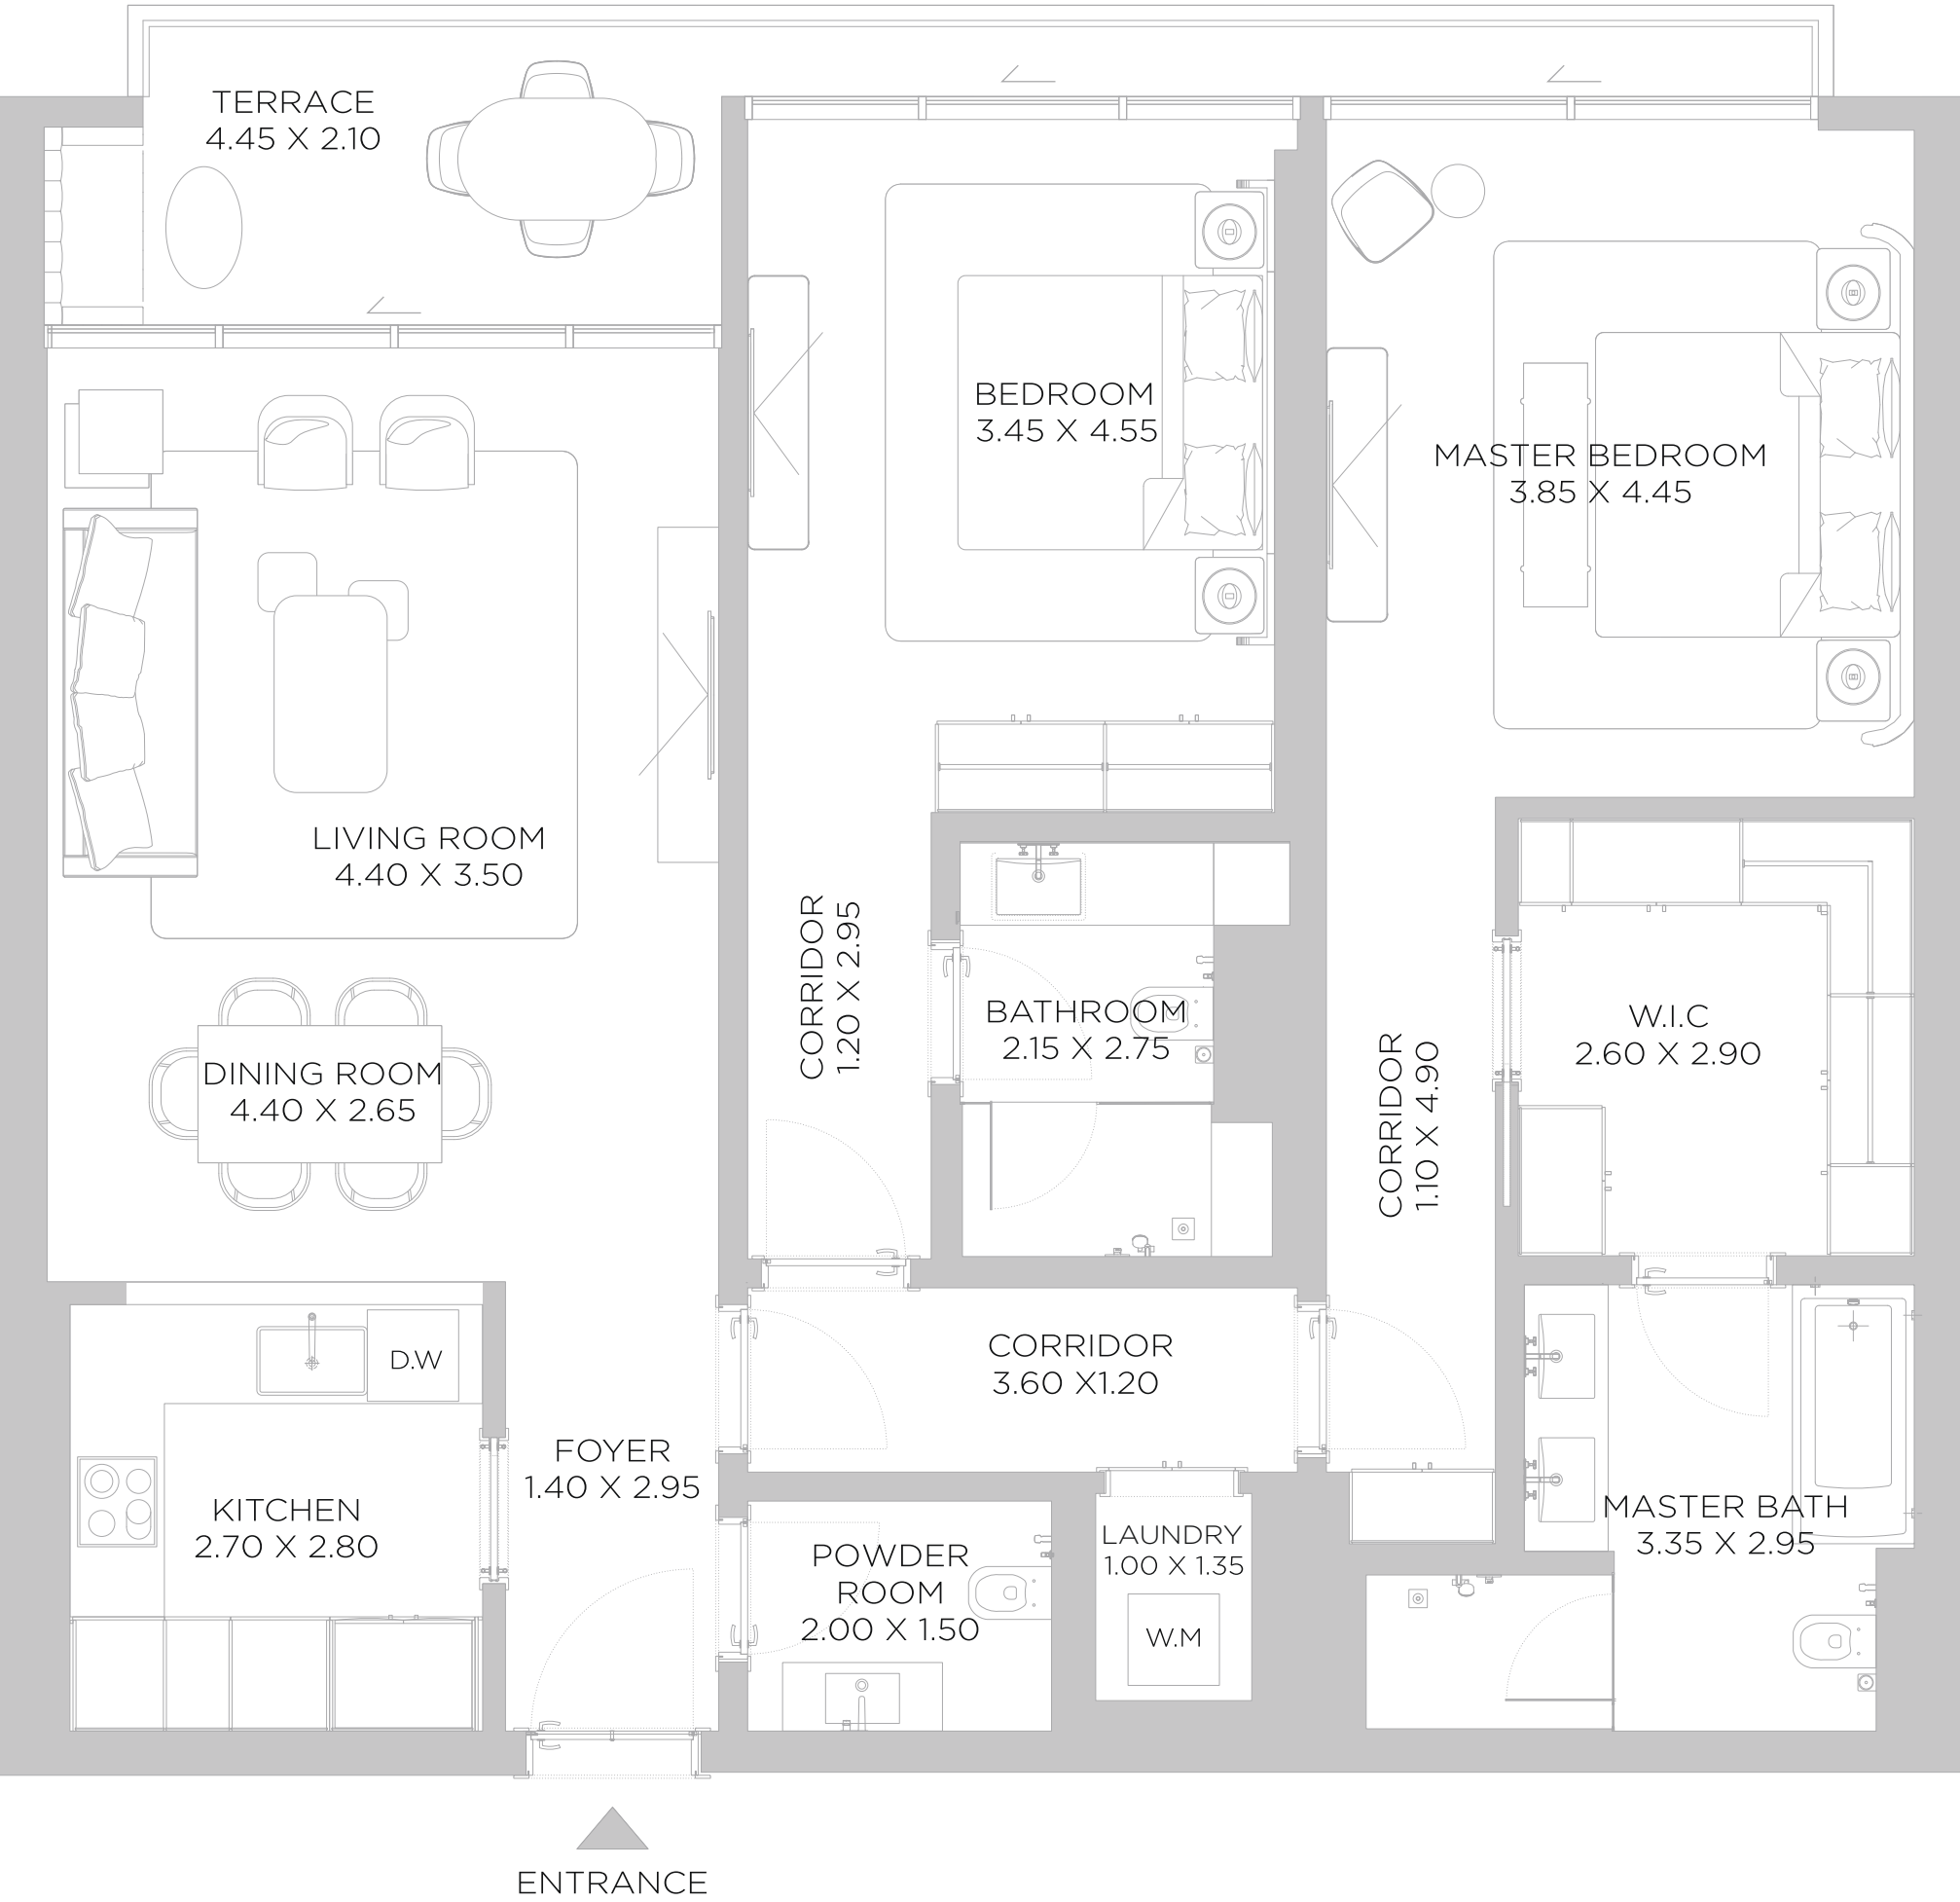 TERRACE
4.45 X 2.10
BEDROOM
3.45 X 4.55
MASTER BEDROOM
3.85 X 4.45
LIVING ROOM
4.40 X 3.50
CORRIDOR
1.20 X 2.95
BATHROOM
2.15 X 2.75
W.I.C
2.60 X 2.90
DINING ROOM
4.40 X 2.65
CORRIDOR
1.10 X 4.90
CORRIDOR
3.60 X1.20
D.W
FOYER
1.40 X 2.95
KITCHEN
2.70 X 2.80
POWDER
ROOM
2.00 X 1.50
LAUNDRY
1.00 X 1.35
W.M
MASTER BATH
3.35 X 2.95
ENTRANCE